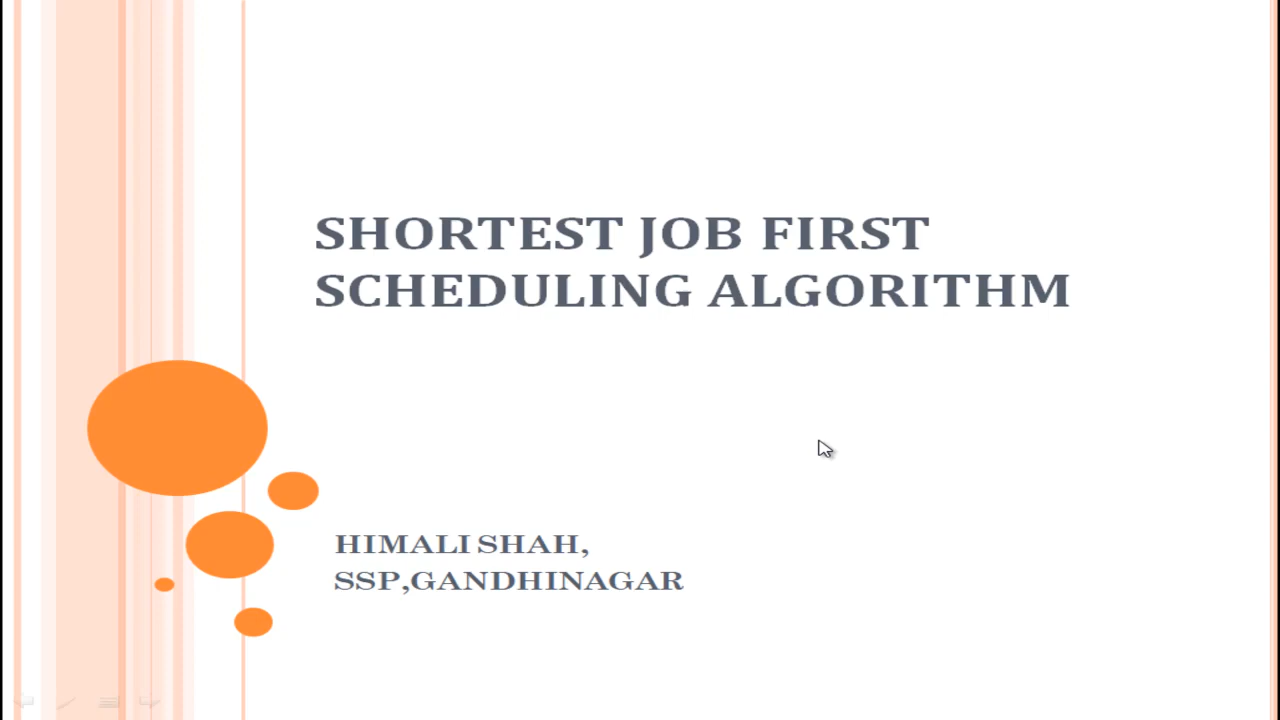 SHORTEST JOB FIRST
SCHEDULING ALGORITHM
HIMALI SHAH,
SSP,GANDHINAGAR